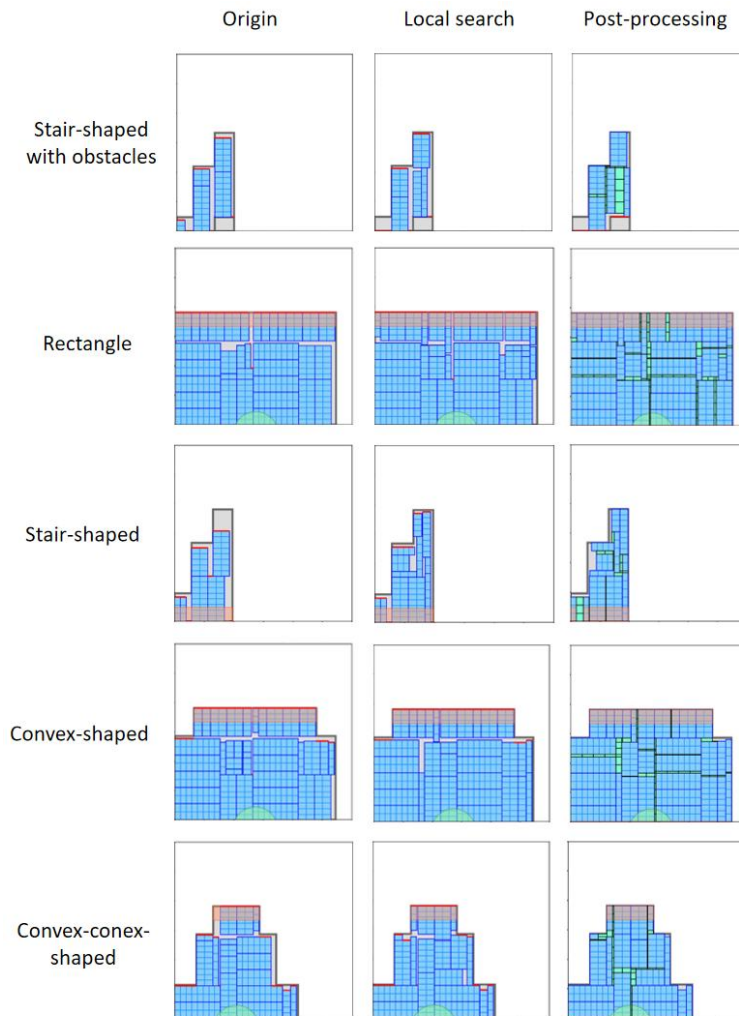 Origin
Local search
Post-processing
Stair-shaped
with obstacles
Rectangle
Stair-shaped
Convex-shaped
Convex-conex-
shaped